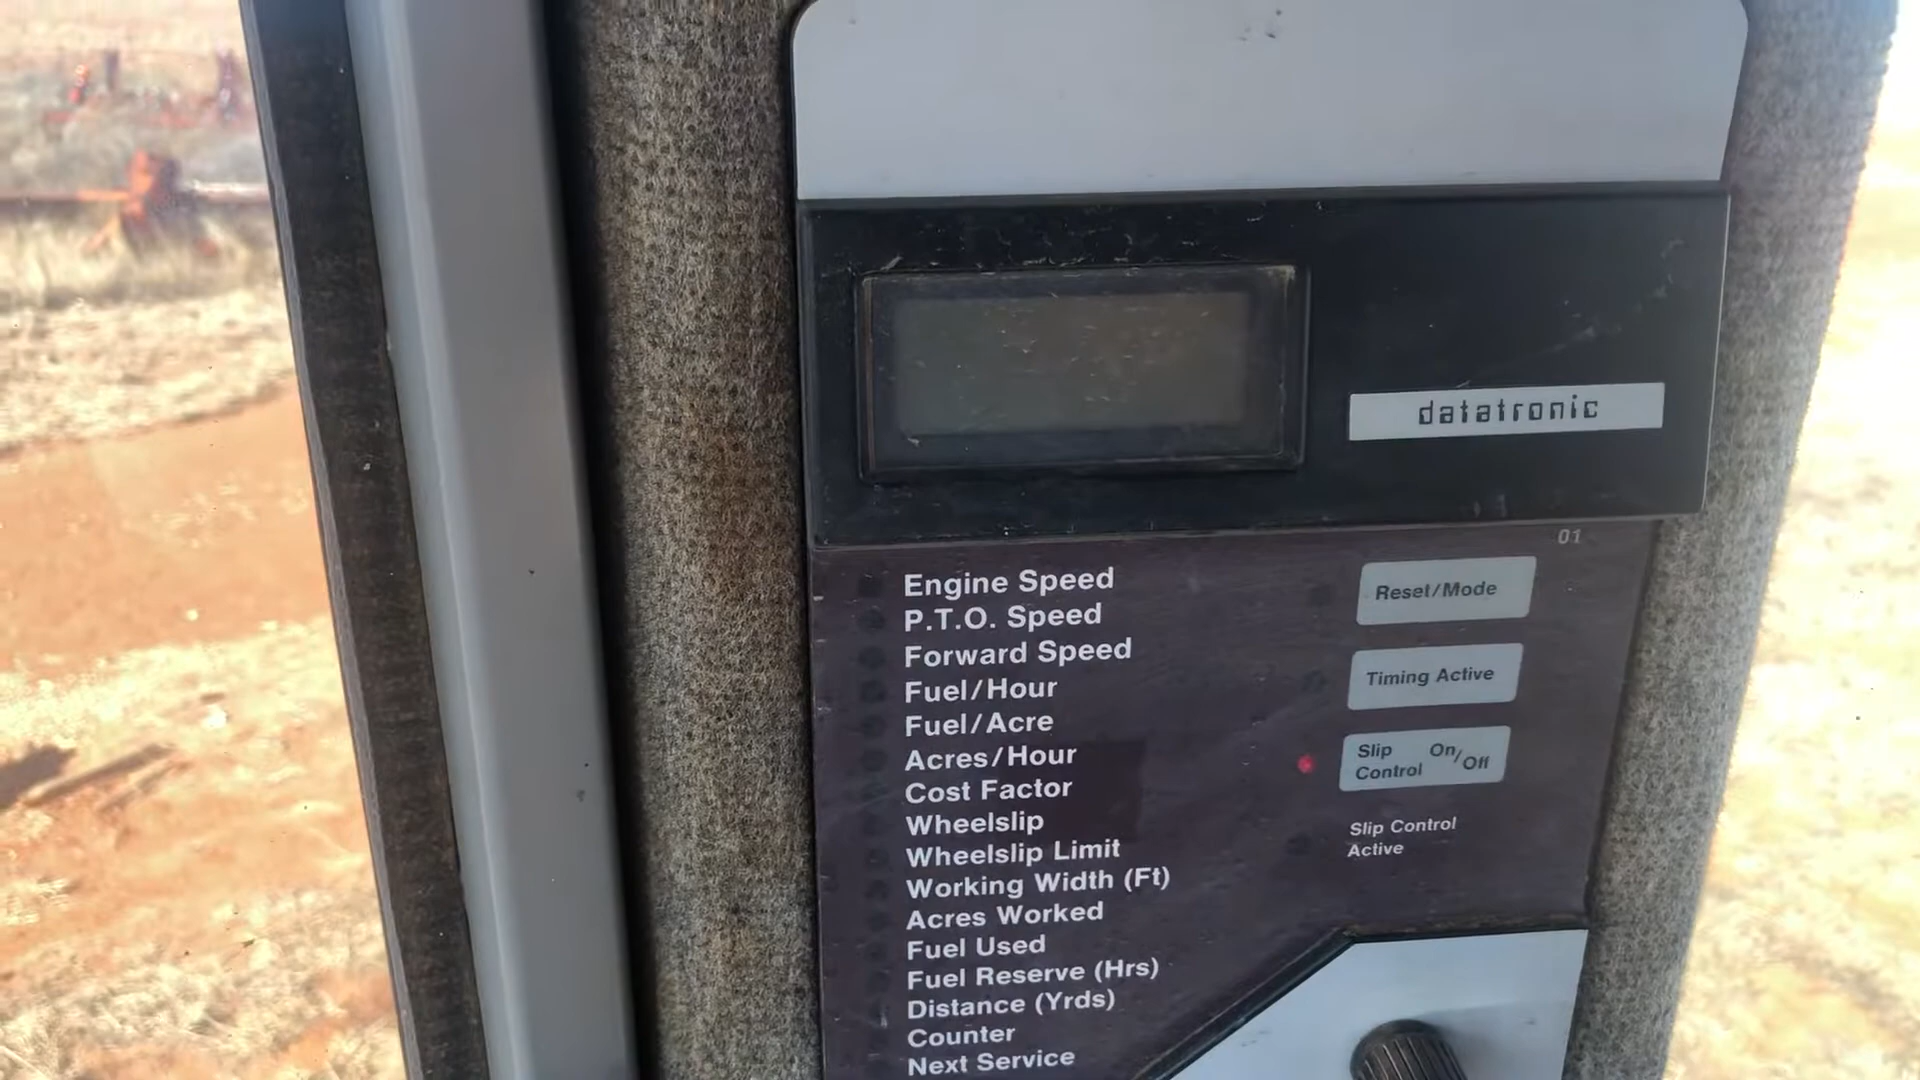 datatronic
01
Engine Speed
P.T.O. Speed
Forward Speed
Fuel/Hour
Fuel/Acre
Acres/Hour
Cost Factor
Wheelslip
Wheelslip Limit
Working Width (Ft)
Acres Worked
Fuel Used
Fuel Reserve (Hrs)
Distance (Yrds)
Counter
Next Service
Reset/Mode
Timing Active
Slip Control On/Off
Slip Control
Active